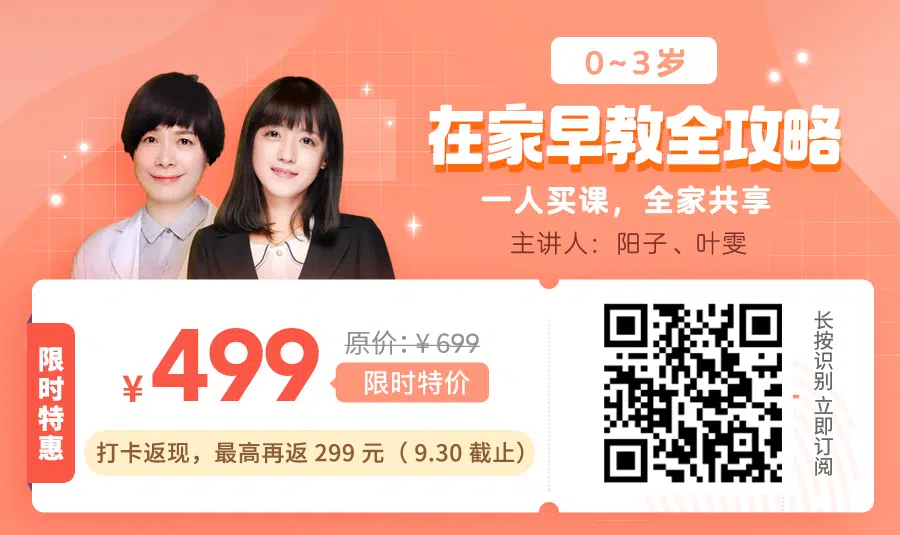 0~3岁
在家早教全攻略
一人买课，全家共享
主讲人：阳子、叶雯
限时特惠
¥499
原价：¥699
限时特价
打卡返现，最高再返 299 元（ 9.30 截止）
长按识别 立即订阅